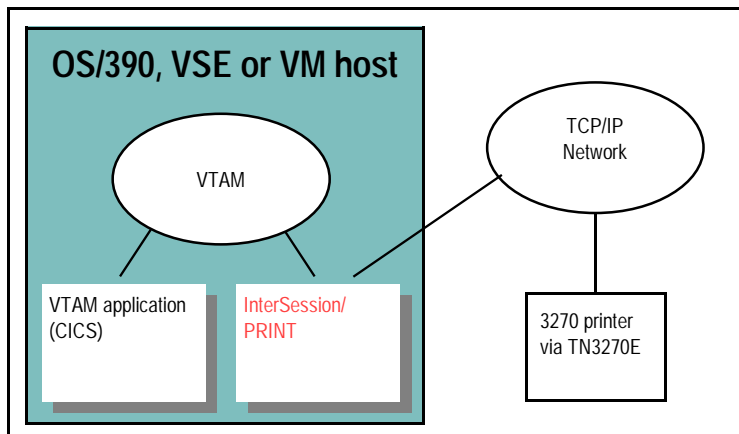 OS/390, VSE or VM host
TCP/IP
Network
VTAM
VTAM application
(CICS)
InterSession/
PRINT
3270 printer
via TN3270E